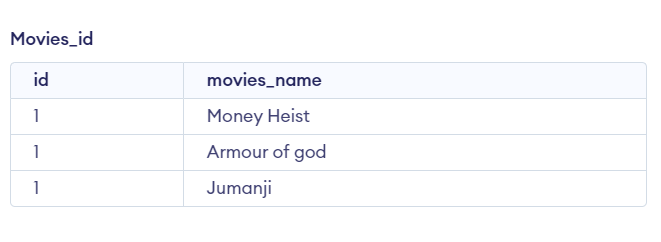 Movies_id
id movies_name
1 Money Heist
1 Armour of god
1 Jumanji